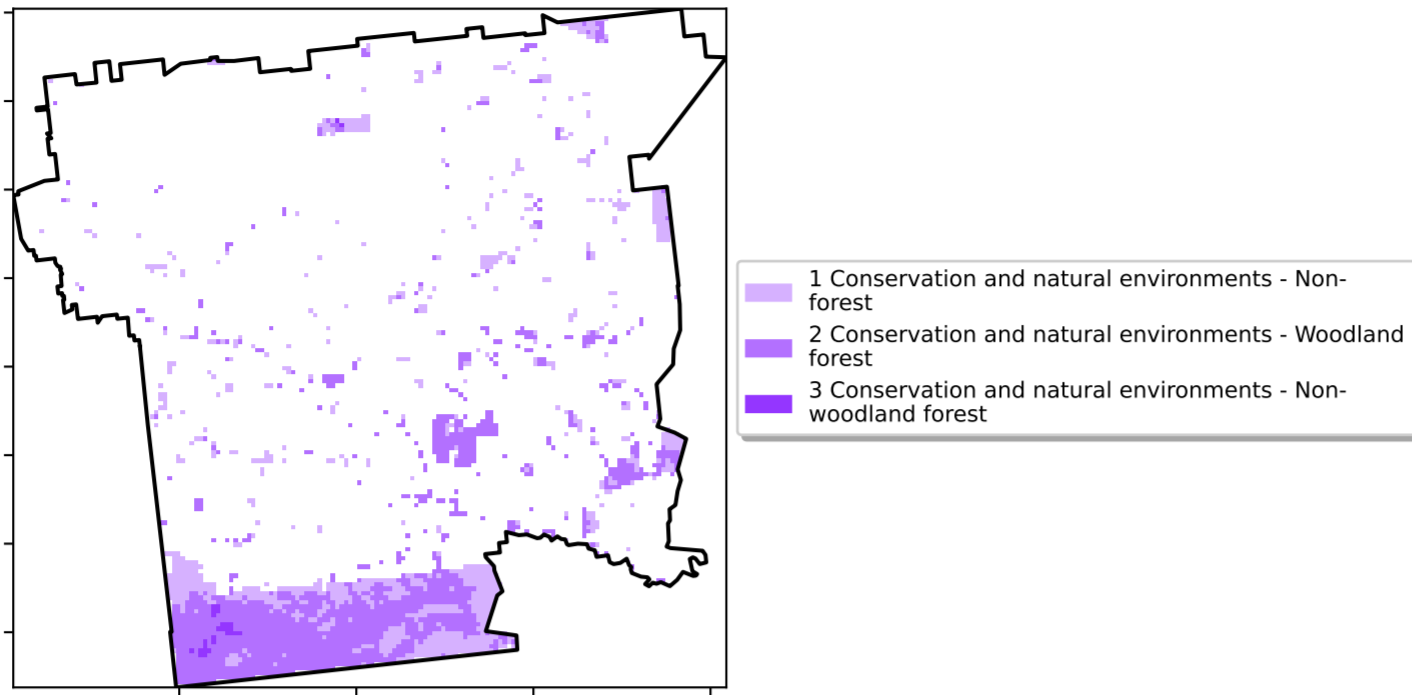 1 Conservation and natural environments - Non-
forest
2 Conservation and natural environments - Woodland
forest
3 Conservation and natural environments - Non-
woodland forest